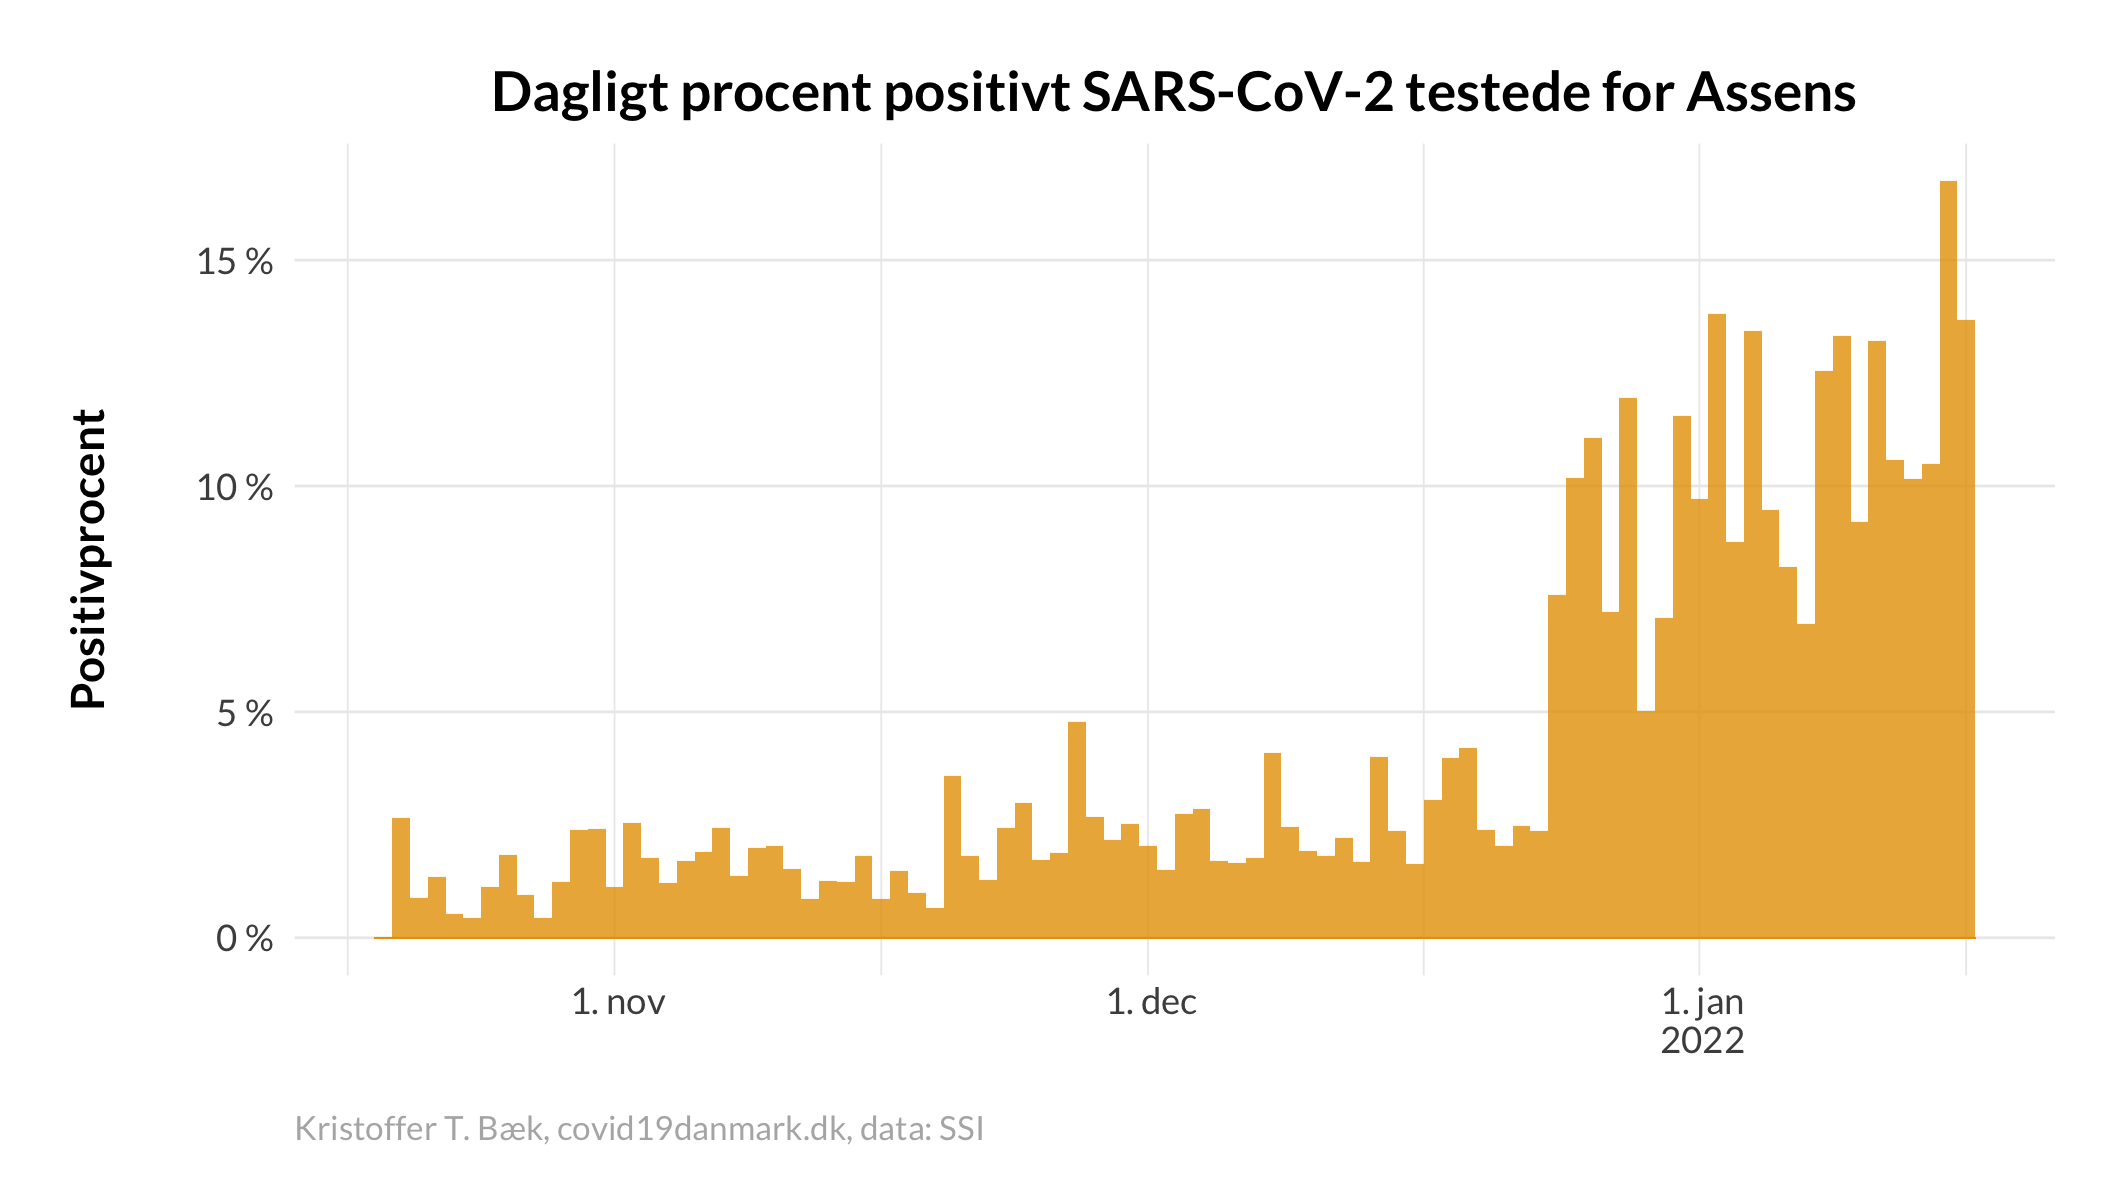 Dagligt procent positivt SARS-CoV-2 testede for Assens
Positivprocent
15 %
10 %
5 %
0 %
1. nov
1. dec
1. jan
2022
Kristoffer T. Bæk, covid19danmark.dk, data: SSI